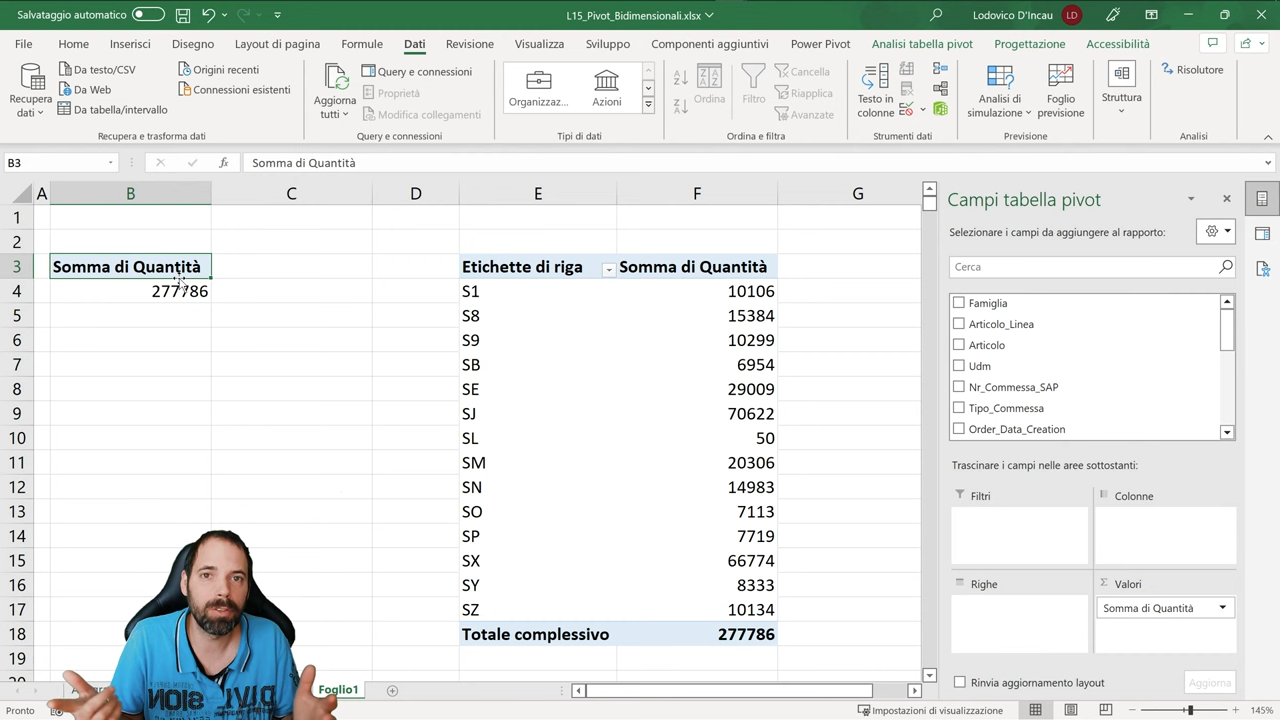 Salvataggio automatico
L15_Pivot_Bidimensionali.xlsx
Lodovico D'Incau LD
File Home Inserisci Disegno Layout di pagina Formule Dati Revisione Visualizza Sviluppo Componenti aggiuntivi Power Pivot Analisi tabella pivot Progettazione Accessibilità
Recupera dati
Da testo/CSV
Da Web
Da tabella/intervallo
Origini recenti
Connessioni esistenti
Recupera e trasforma dati
Aggiorna tutti
Query e connessioni
Proprietà
Modifica collegamenti
Query e connessioni
Organizzaz... Azioni
Tipi di dati
Ordina
Filtro
Cancella
Riapplica
Avanzate
Ordina e filtra
Testo in colonne
Strumenti dati
Analisi di simulazione
Foglio previsione
Previsione
Struttura
Risolutore
Analisi
B3 fx Somma di Quantità
A B C D E F G
1
2
3 Somma di Quantità Etichette di riga Somma di Quantità
4 277786 S1 10106
5 S8 15384
6 S9 10299
7 SB 6954
8 SE 29009
9 SJ 70622
10 SL 50
11 SM 20306
12 SN 14983
13 SO 7113
14 SP 7719
15 SX 66774
16 SY 8333
17 SZ 10134
18 Totale complessivo 277786
19
Foglio1
Pronto
Campi tabella pivot
Selezionare i campi da aggiungere al rapporto:
Cerca
Famiglia
Articolo_Linea
Articolo
Udm
Nr_Commessa_SAP
Tipo_Commessa
Order_Data_Creation
Trascinare i campi nelle aree sottostanti:
Filtri Colonne
Righe Σ Valori
Somma di Quantità
Rinvia aggiornamento layout Aggiorna
Impostazioni di visualizzazione 145%